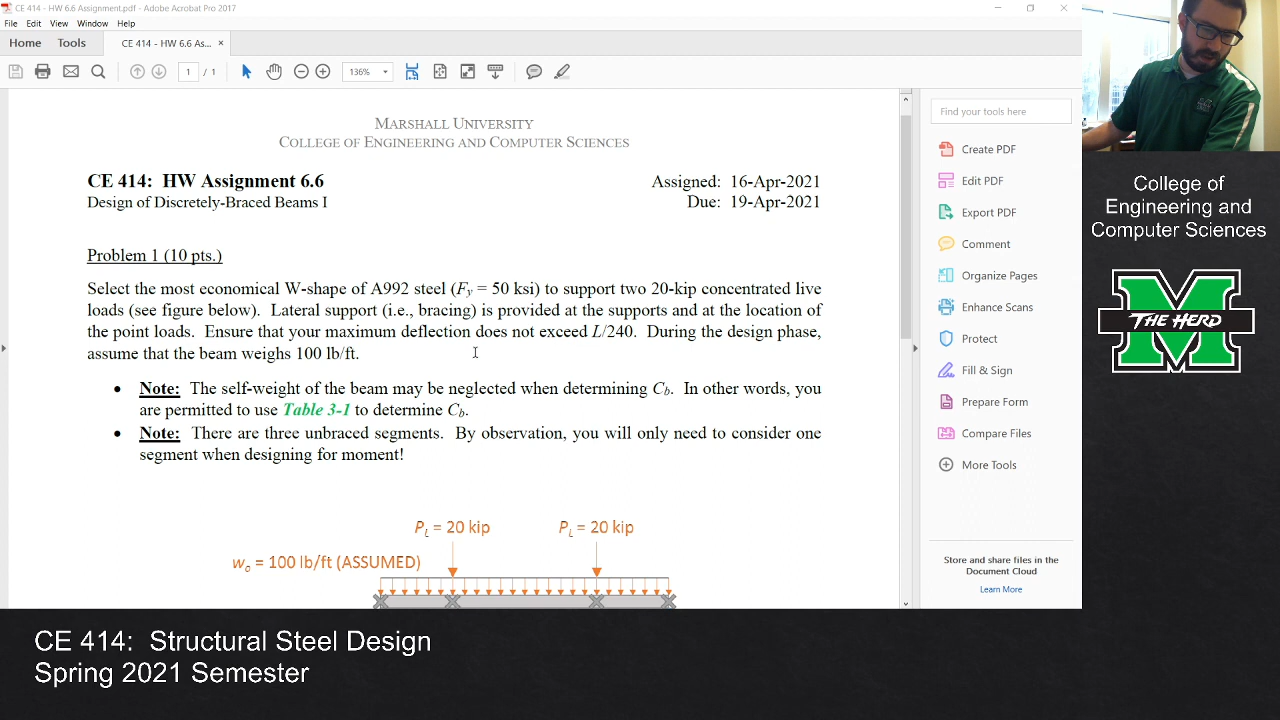 CE 414 - HW 6.6 Assignment.pdf - Adobe Acrobat Pro 2017
File Edit View Window Help
Home Tools CE 414 - HW 6.6 As... ×
1 / 1 136%
Find your tools here
Create PDF
Edit PDF
Export PDF
Comment
Organize Pages
Enhance Scans
Protect
Fill & Sign
Prepare Form
Compare Files
More Tools
Store and share files in the
Document Cloud
Learn More
MARSHALL UNIVERSITY
COLLEGE OF ENGINEERING AND COMPUTER SCIENCES
CE 414: HW Assignment 6.6 Assigned: 16-Apr-2021
Design of Discretely-Braced Beams I Due: 19-Apr-2021
Problem 1 (10 pts.)
Select the most economical W-shape of A992 steel (Fy = 50 ksi) to support two 20-kip concentrated live
loads (see figure below). Lateral support (i.e., bracing) is provided at the supports and at the location of
the point loads. Ensure that your maximum deflection does not exceed L/240. During the design phase,
assume that the beam weighs 100 lb/ft.
• Note: The self-weight of the beam may be neglected when determining Cb. In other words, you
are permitted to use Table 3-1 to determine Cb.
• Note: There are three unbraced segments. By observation, you will only need to consider one
segment when designing for moment!
PL = 20 kip PL = 20 kip
wo = 100 lb/ft (ASSUMED)
College of
Engineering and
Computer Sciences
THE HERD
CE 414: Structural Steel Design
Spring 2021 Semester